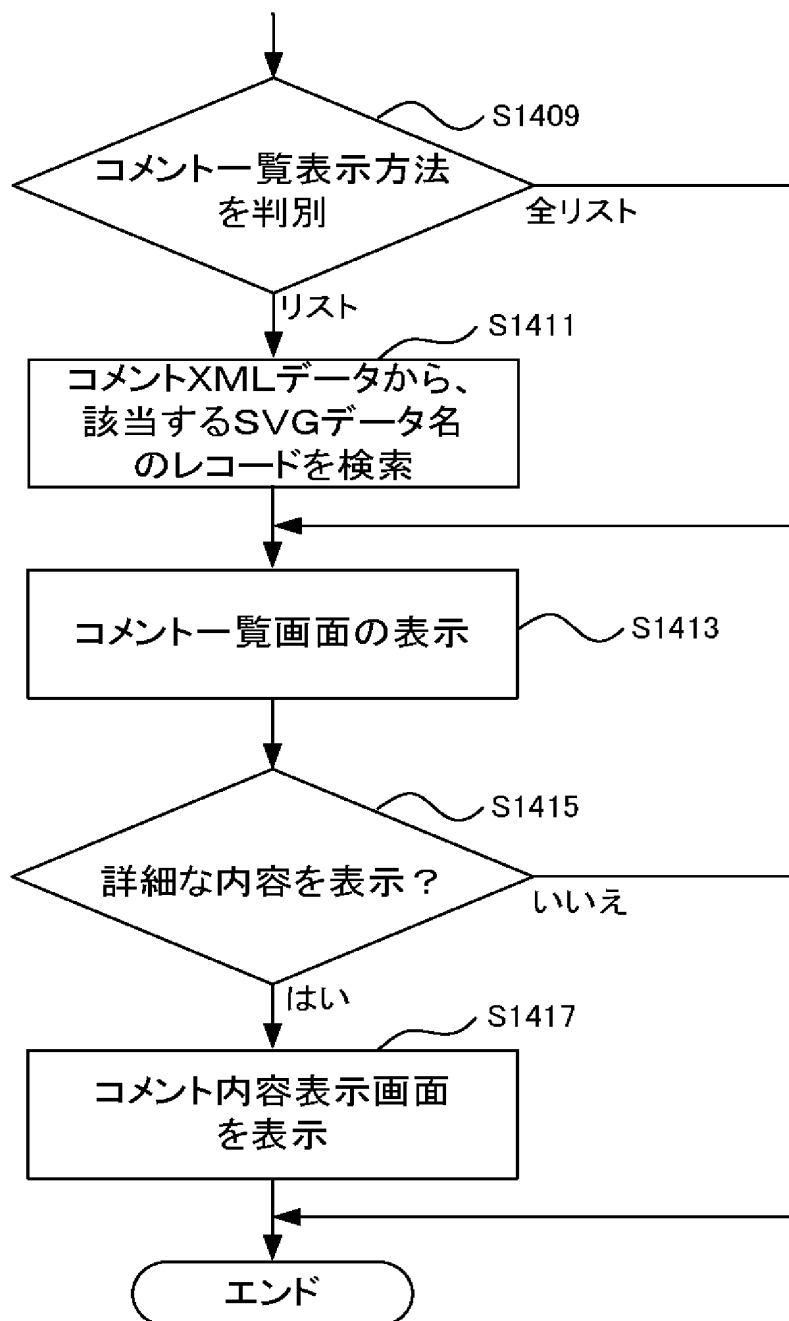 S1409
コメント一覧表示方法
を判別
全リスト
リスト
S1411
コメントXMLデータから、
該当するSVGデータ名
のレコードを検索
コメント一覧画面の表示
S1413
S1415
詳細な内容を表示？
いいえ
はい
S1417
コメント内容表示画面
を表示
エンド